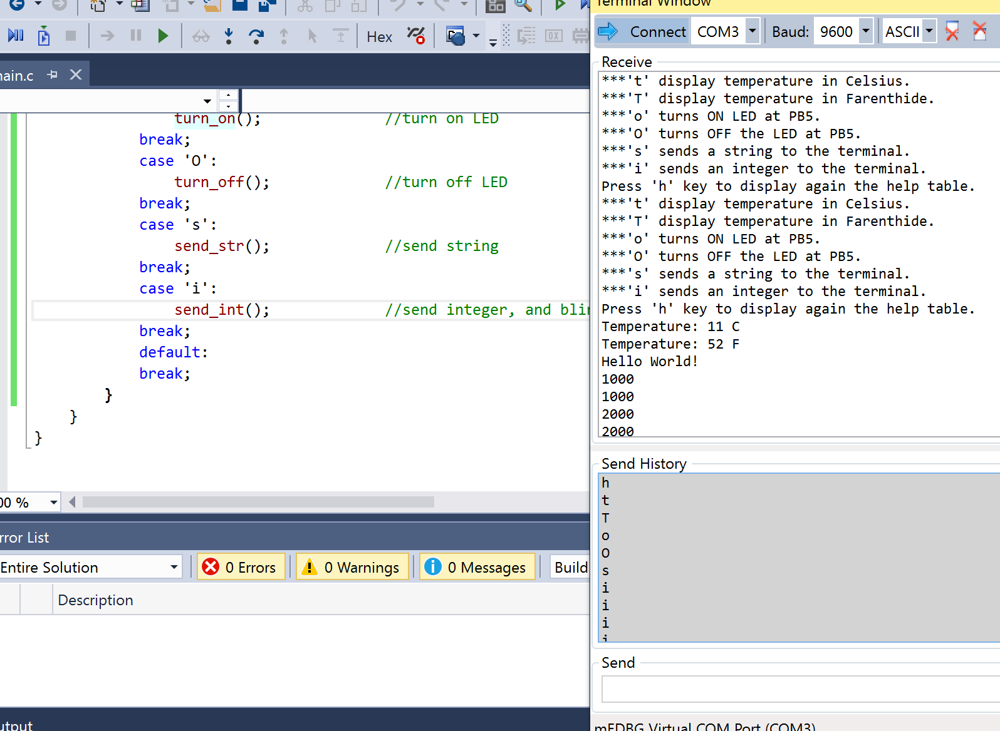 Hex
main.c
turn_on(); //turn on LED
break;
case 'O':
turn_off(); //turn off LED
break;
case 's':
send_str(); //send string
break;
case 'i':
send_int(); //send integer, and blin
break;
default:
break;
}
}
}
00 %
rror List
Entire Solution
0 Errors
0 Warnings
0 Messages
Build
Description
utput
Terminal Window
Connect COM3 Baud: 9600 ASCII
Receive
***'t' display temperature in Celsius.
***'T' display temperature in Farenthide.
***'o' turns ON LED at PB5.
***'O' turns OFF the LED at PB5.
***'s' sends a string to the terminal.
***'i' sends an integer to the terminal.
Press 'h' key to display again the help table.
***'t' display temperature in Celsius.
***'T' display temperature in Farenthide.
***'o' turns ON LED at PB5.
***'O' turns OFF the LED at PB5.
***'s' sends a string to the terminal.
***'i' sends an integer to the terminal.
Press 'h' key to display again the help table.
Temperature: 11 C
Temperature: 52 F
Hello World!
1000
1000
2000
2000
Send History
h
t
T
o
O
s
i
i
i
i
Send
mEDBG Virtual COM Port (COM3)